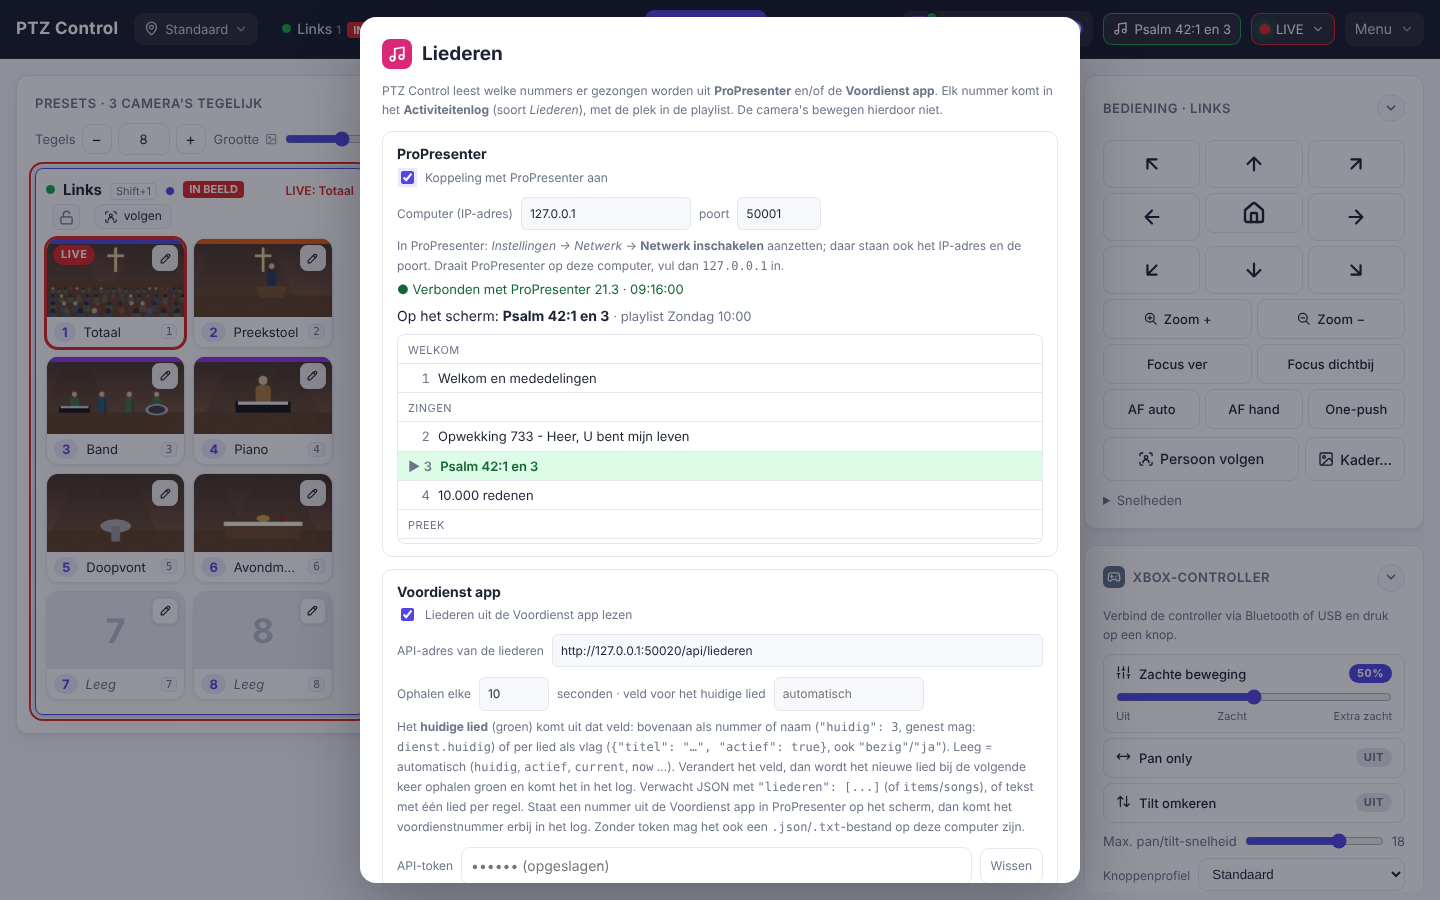 PTZ Control
Standaard
Links 1
Psalm 42:1 en 3
LIVE
Menu
PRESETS · 3 CAMERA'S TEGELIJK
Tegels − 8 + Grootte
Links Shift+1 IN BEELD LIVE: Totaal
volgen
LIVE
1 Totaal 1
2 Preekstoel 2
3 Band 3
4 Piano 4
5 Doopvont 5
6 Avondm... 6
7
8
7 Leeg 7
8 Leeg 8
Liederen
PTZ Control leest welke nummers er gezongen worden uit ProPresenter en/of de Voordienst app. Elk nummer komt in
het Activiteitenlog (soort Liederen), met de plek in de playlist. De camera's bewegen hierdoor niet.
ProPresenter
Koppeling met ProPresenter aan
Computer (IP-adres) 127.0.0.1 poort 50001
In ProPresenter: Instellingen → Netwerk → Netwerk inschakelen aanzetten; daar staan ook het IP-adres en de
poort. Draait ProPresenter op deze computer, vul dan 127.0.0.1 in.
● Verbonden met ProPresenter 21.3 · 09:16:00
Op het scherm: Psalm 42:1 en 3 · playlist Zondag 10:00
WELKOM
1 Welkom en mededelingen
ZINGEN
2 Opwekking 733 - Heer, U bent mijn leven
▶ 3 Psalm 42:1 en 3
4 10.000 redenen
PREEK
Voordienst app
Liederen uit de Voordienst app lezen
API-adres van de liederen http://127.0.0.1:50020/api/liederen
Ophalen elke 10 seconden · veld voor het huidige lied automatisch
Het huidige lied (groen) komt uit dat veld: bovenaan als nummer of naam ("huidig": 3, genest mag:
dienst.huidig) of per lied als vlag ({"titel": "…", "actief": true}, ook "bezig"/"ja"). Leeg =
automatisch (huidig, actief, current, now ...). Verandert het veld, dan wordt het nieuwe lied bij de volgende
keer ophalen groen en komt het in het log. Verwacht JSON met "liederen": [...] (of items/songs), of tekst
met één lied per regel. Staat een nummer uit de Voordienst app in ProPresenter op het scherm, dan komt het
voordienstnummer erbij in het log. Zonder token mag het ook een .json/.txt-bestand op deze computer zijn.
API-token •••••• (opgeslagen) Wissen
BEDIENING · LINKS
Zoom +
Zoom −
Focus ver
Focus dichtbij
AF auto
AF hand
One-push
Persoon volgen
Kader...
▶ Snelheden
XBOX-CONTROLLER
Verbind de controller via Bluetooth of USB en druk
op een knop.
Zachte beweging 50%
Uit Zacht Extra zacht
Pan only UIT
Tilt omkeren UIT
Max. pan/tilt-snelheid 18
Knoppenprofiel Standaard